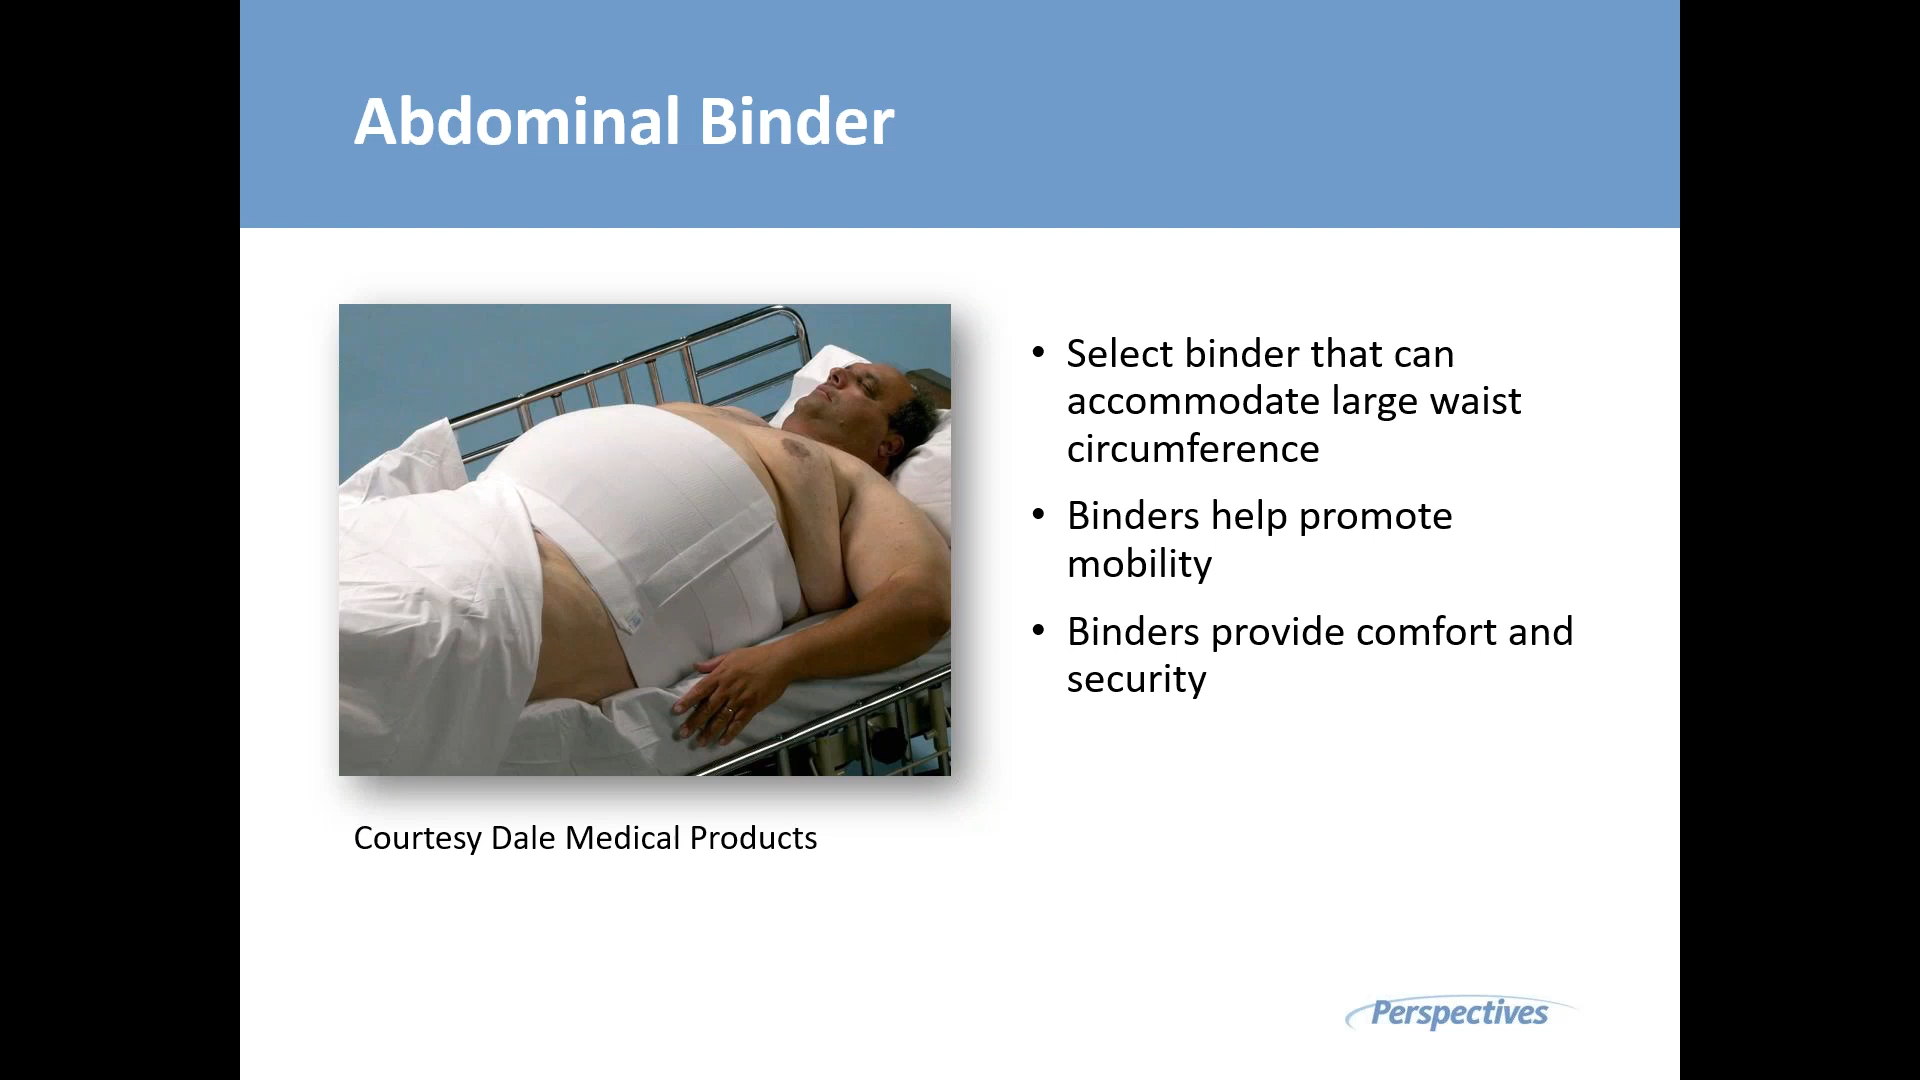 Abdominal Binder
• Select binder that can
accommodate large waist
circumference
• Binders help promote
mobility
• Binders provide comfort and
security
Courtesy Dale Medical Products
Perspectives